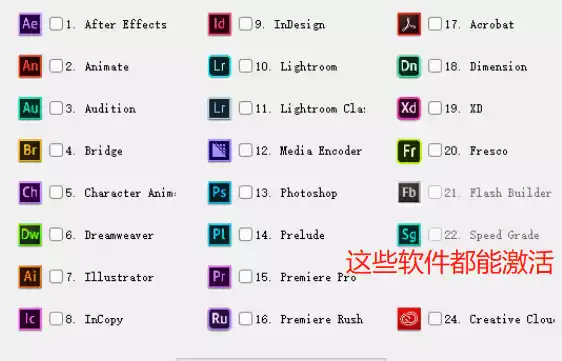 Ae 1. After Effects
An 2. Animate
Au 3. Audition
Br 4. Bridge
Ch 5. Character Anim
Dw 6. Dreamweaver
Ai 7. Illustrator
Ic 8. InCopy
Id 9. InDesign
Lr 10. Lightroom
Lr 11. Lightroom Clas
12. Media Encoder
Ps 13. Photoshop
Pl 14. Prelude
Pr 15. Premiere Pro
Ru 16. Premiere Rush
17. Acrobat
Dn 18. Dimension
Xd 19. XD
Fr 20. Fresco
Fb 21. Flash Builder
Sg 22. Speed Grade
这些软件都能激活
24. Creative Clou